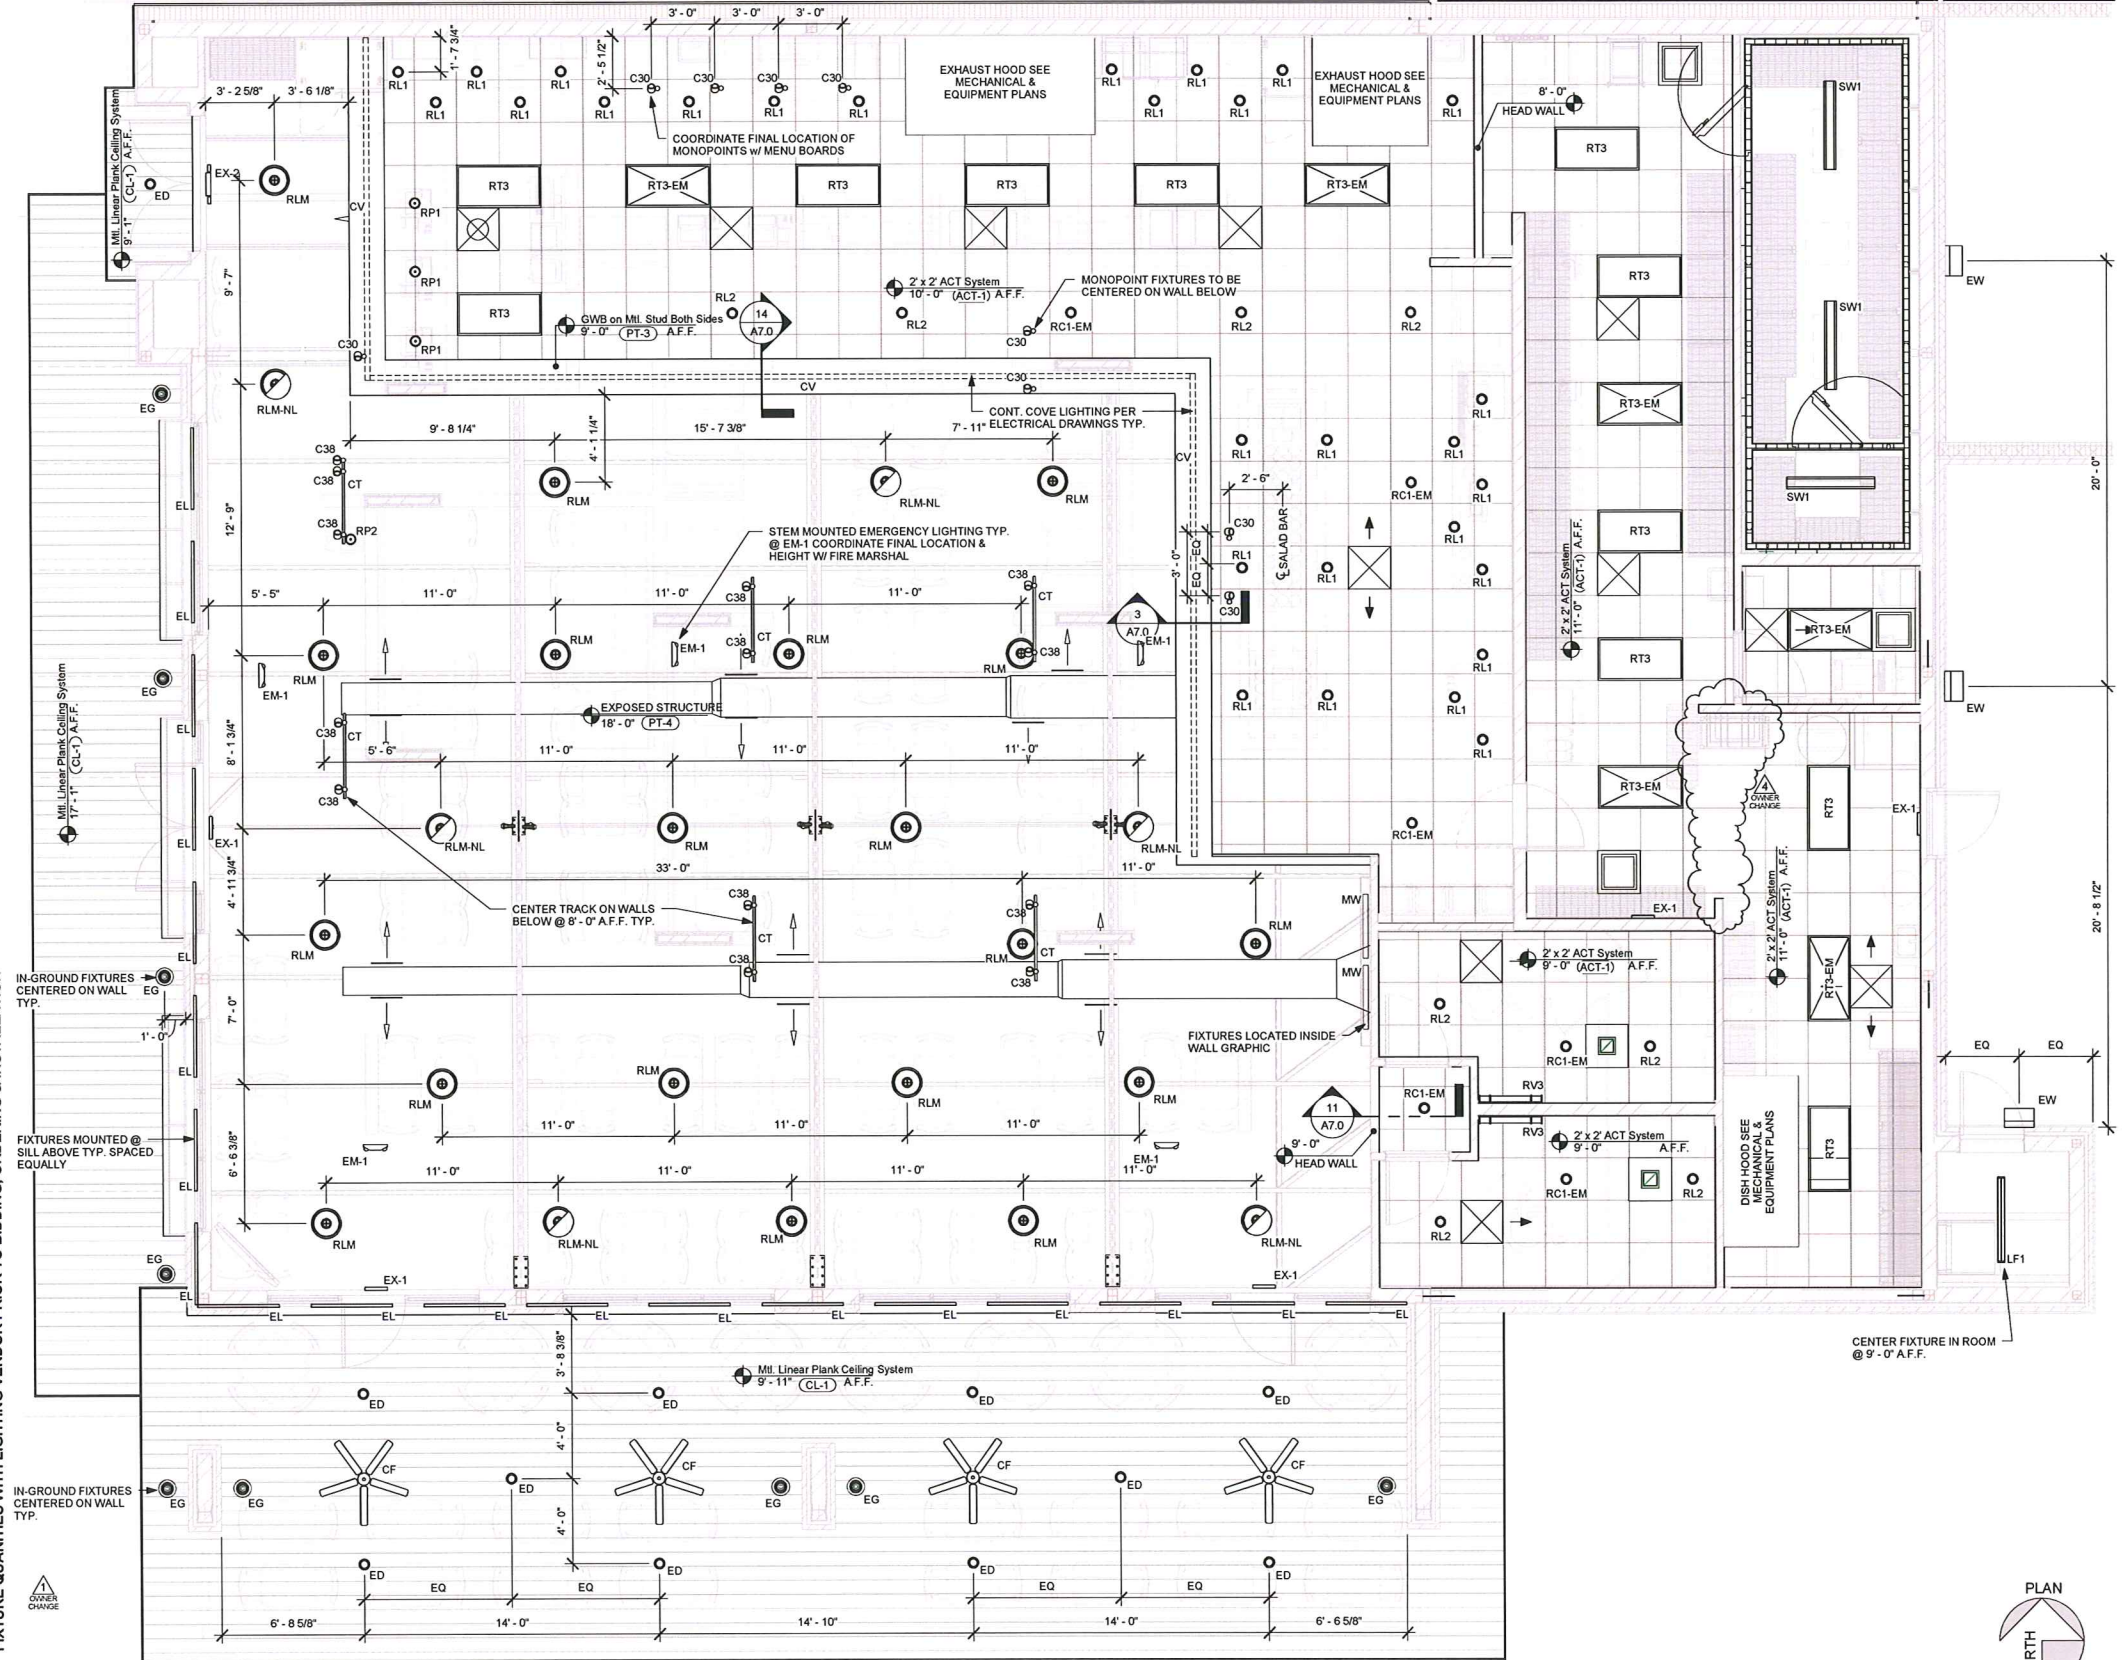 3' - 0"
3' - 0"
3' - 0"
1' - 7 3/4"
2' - 5 1/2"
RL1
RL1
RL1
C30
C30
C30
C30
RL1
RL1
RL1
RL1
RL1
RL1
EXHAUST HOOD SEE
MECHANICAL &
EQUIPMENT PLANS
RL1
RL1
RL1
RL1
RL1
EXHAUST HOOD SEE
MECHANICAL &
EQUIPMENT PLANS
RL1
8' - 0"
HEAD WALL
SW1
3' - 2 5/8"
3' - 6 1/8"
Mtl. Linear Plank Ceiling System
9' - 1" (CL-1) A.F.F.
COORDINATE FINAL LOCATION OF
MONOPOINTS w/ MENU BOARDS
RT3
ED
EX-2
RLM
CV
RT3
RT3-EM
RT3
RT3
RT3
RT3-EM
RP1
RP1
RP1
9' - 7"
RT3
2' x 2' ACT System
10' - 0" (ACT-1) A.F.F.
MONOPOINT FIXTURES TO BE
CENTERED ON WALL BELOW
RT3
EW
RT3
GWB on Mtl. Stud Both Sides
9' - 0" (PT-3) A.F.F.
RL2
14
A7.0
RL2
C30
RC1-EM
RL2
RL2
SW1
C30
CV
C30
RLM-NL
EG
CONT. COVE LIGHTING PER
ELECTRICAL DRAWINGS TYP.
RL1
RT3-EM
9' - 8 1/4"
15' - 7 3/8"
7' - 11"
4' - 1 1/4"
C38
C38
CT
C38
RP2
RLM
RLM-NL
RLM
CV
RL1
RL1
RL1
2' - 6"
RC1-EM
RL1
SW1
20' - 0"
EL
12' - 9"
STEM MOUNTED EMERGENCY LIGHTING TYP.
@ EM-1 COORDINATE FINAL LOCATION &
HEIGHT W/ FIRE MARSHAL
C30
RL1
3' - 0"
EQ
EQ
SALAD BAR
RL1
RL1
RL1
C30
2' x 2' ACT System
11' - 0" (ACT-1) A.F.F.
RT3
EL
5' - 5"
11' - 0"
11' - 0"
11' - 0"
C38
C38
CT
C38
CT
C38
3
A7.0
EM-1
RLM
RLM
RLM
RLM
EM-1
EM-1
RL1
RT3
RT3-EM
EG
Mtl. Linear Plank Ceiling System
17' - 1" (CL-1) A.F.F.
EL
EXPOSED STRUCTURE
18' - 0" (PT-4)
RL1
RL1
RL1
RL1
EW
8' - 1 3/4"
C38
CT
C38
5' - 6"
11' - 0"
11' - 0"
11' - 0"
RT3-EM
4
OWNER
CHANGE
RT3
EX-1
EL
EX-1
RLM-NL
RLM
RLM
RLM-NL
RC1-EM
4' - 11 3/4"
33' - 0"
11' - 0"
CENTER TRACK ON WALLS
BELOW @ 8' - 0" A.F.F. TYP.
C38
CT
C38
C38
CT
C38
RLM
RLM
RLM
MW
MW
EX-1
2' x 2' ACT System
11' - 0" (ACT-1) A.F.F.
20' - 8 1/2"
2' x 2' ACT System
9' - 0" (ACT-1) A.F.F.
EL
IN-GROUND FIXTURES
CENTERED ON WALL
TYP.
EG
7' - 0"
1' - 0"
RL2
RT3-EM
FIXTURES LOCATED INSIDE
WALL GRAPHIC
RC1-EM
RL2
EQ
EQ
EL
RLM
RLM
RLM
RLM
RC1-EM
RV3
RV3
EW
11
A7.0
FIXTURES MOUNTED @
SILL ABOVE TYP. SPACED
EQUALLY
11' - 0"
11' - 0"
11' - 0"
6' - 6 3/8"
EM-1
EM-1
9' - 0"
HEAD WALL
2' x 2' ACT System
9' - 0" A.F.F.
DISH HOOD SEE
MECHANICAL &
EQUIPMENT PLANS
RT3
EL
11' - 0"
11' - 0"
11' - 0"
11' - 0"
RC1-EM
RL2
RL2
RLM
RLM-NL
RLM
RLM
RLM-NL
LF1
EG
EL
EX-1
EX-1
EL
EL
EL
EL
EL
EL
EL
EL
EL
EL
EL
CENTER FIXTURE IN ROOM
@ 9' - 0" A.F.F.
3' - 8 3/8"
Mtl. Linear Plank Ceiling System
9' - 11" (CL-1) A.F.F.
ED
ED
ED
ED
4' - 0"
CF
CF
CF
CF
IN-GROUND FIXTURES
CENTERED ON WALL
TYP.
EG
EG
ED
EG
EG
ED
EG
4' - 0"
ED
ED
ED
ED
EQ
EQ
EQ
EQ
6' - 8 5/8"
14' - 0"
14' - 10"
14' - 0"
6' - 6 5/8"
1
OWNER
CHANGE
PLAN